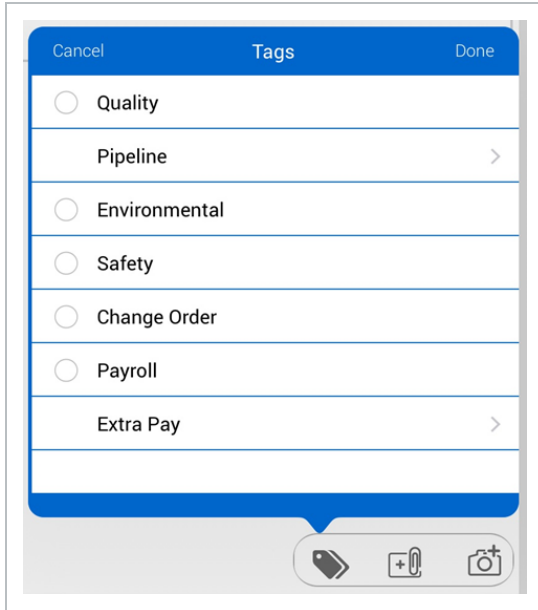 Cancel Tags Done
Quality
Pipeline
Environmental
Safety
Change Order
Payroll
Extra Pay